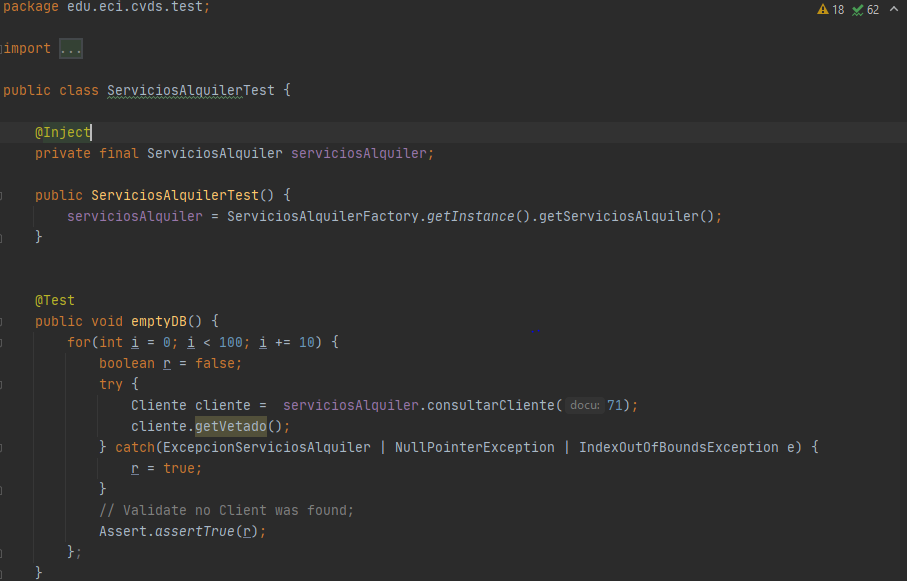 package edu.eci.cvds.test;
18 62
import ...
public class ServiciosAlquilerTest {
@Inject
private final ServiciosAlquiler serviciosAlquiler;
public ServiciosAlquilerTest() {
serviciosAlquiler = ServiciosAlquilerFactory.getInstance().getServiciosAlquiler();
}
@Test
public void emptyDB() {
for(int i = 0; i < 100; i += 10) {
boolean r = false;
try {
Cliente cliente =  serviciosAlquiler.consultarCliente( docu: 71);
cliente.getVetado();
} catch(ExcepcionServiciosAlquiler | NullPointerException | IndexOutOfBoundsException e) {
r = true;
}
// Validate no Client was found;
Assert.assertTrue(r);
};
}